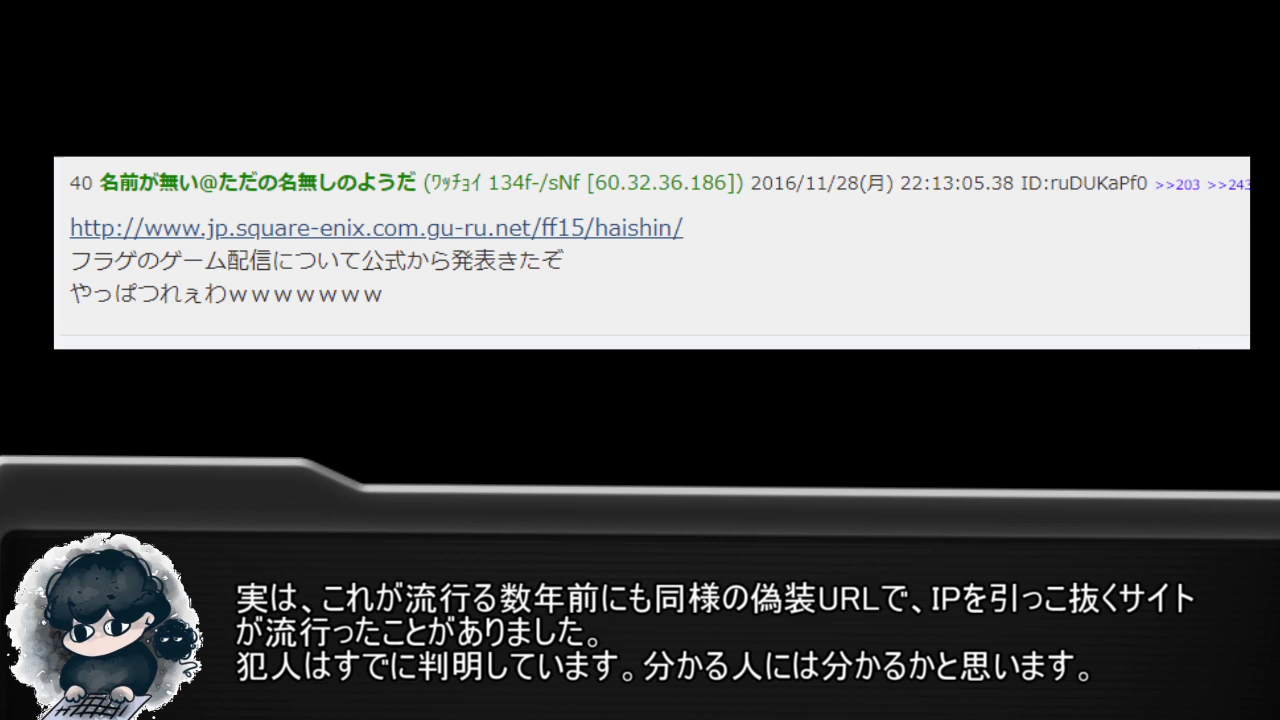 40 名前が無い@ただの名無しのようだ (ﾜｯﾁｮｲ 134f-/sNf [60.32.36.186]) 2016/11/28(月) 22:13:05.38 ID:ruDUKaPf0 >>203 >>243
http://www.jp.square-enix.com.gu-ru.net/ff15/haishin/
フラゲのゲーム配信について公式から発表きたぞ
やっぱつれぇわｗｗｗｗｗｗｗ
実は、これが流行る数年前にも同様の偽装URLで、IPを引っこ抜くサイト
が流行ったことがありました。
犯人はすでに判明しています。分かる人には分かるかと思います。